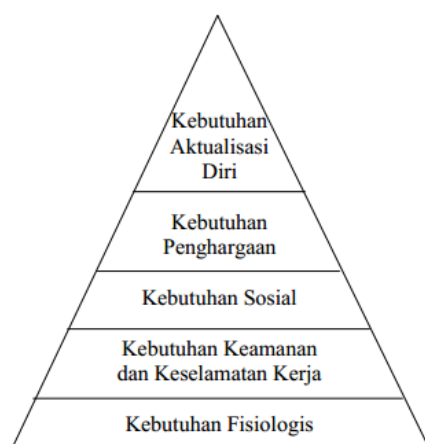 Kebutuhan
Aktualisasi
Diri
Kebutuhan
Penghargaan
Kebutuhan Sosial
Kebutuhan Keamanan
dan Keselamatan Kerja
Kebutuhan Fisiologis